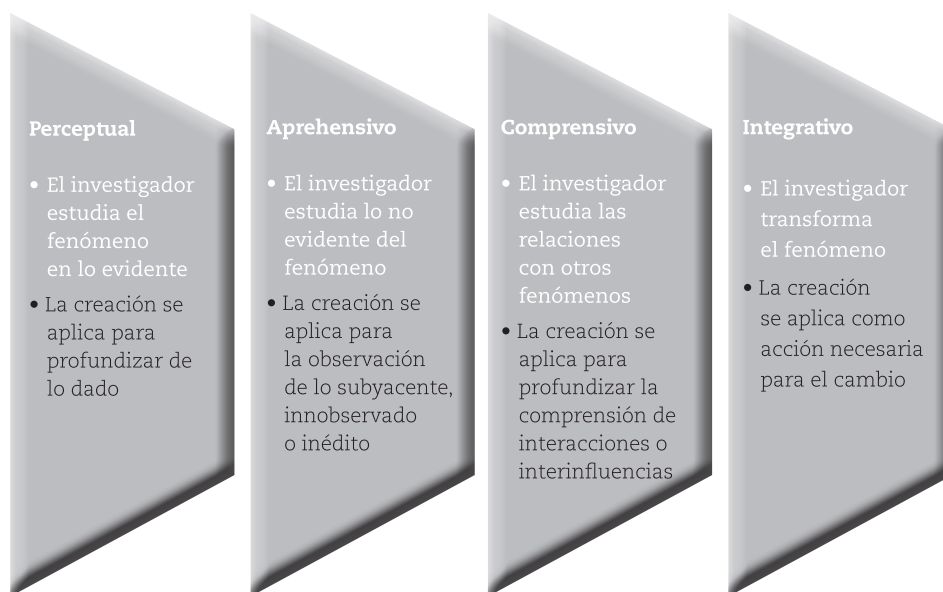 Perceptual
• El investigador
estudia el
fenómeno
en lo evidente
• La creación se
aplica para
profundizar de
lo dado
Aprehensivo
• El investigador
estudia lo no
evidente del
fenómeno
• La creación se
aplica para
la observación
de lo subyacente,
innobservado
o inédito
Comprensivo
• El investigador
estudia las
relaciones
con otros
fenómenos
• La creación se
aplica para
profundizar la
comprensión de
interacciones o
interinfluencias
Integrativo
• El investigador
transforma
el fenómeno
• La creación
se aplica como
acción necesaria
para el cambio